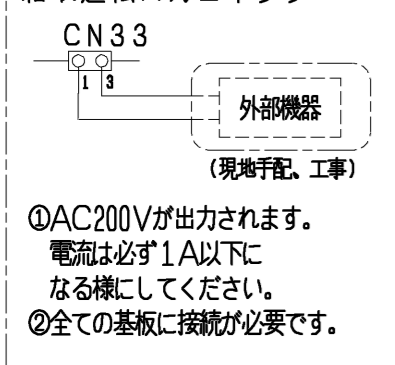 CN33
1 3
外部機器
(現地手配、工事)
①AC200Vが出力されます。
電流は必ず1A以下に
なる様にしてください。
②全ての基板に接続が必要です。